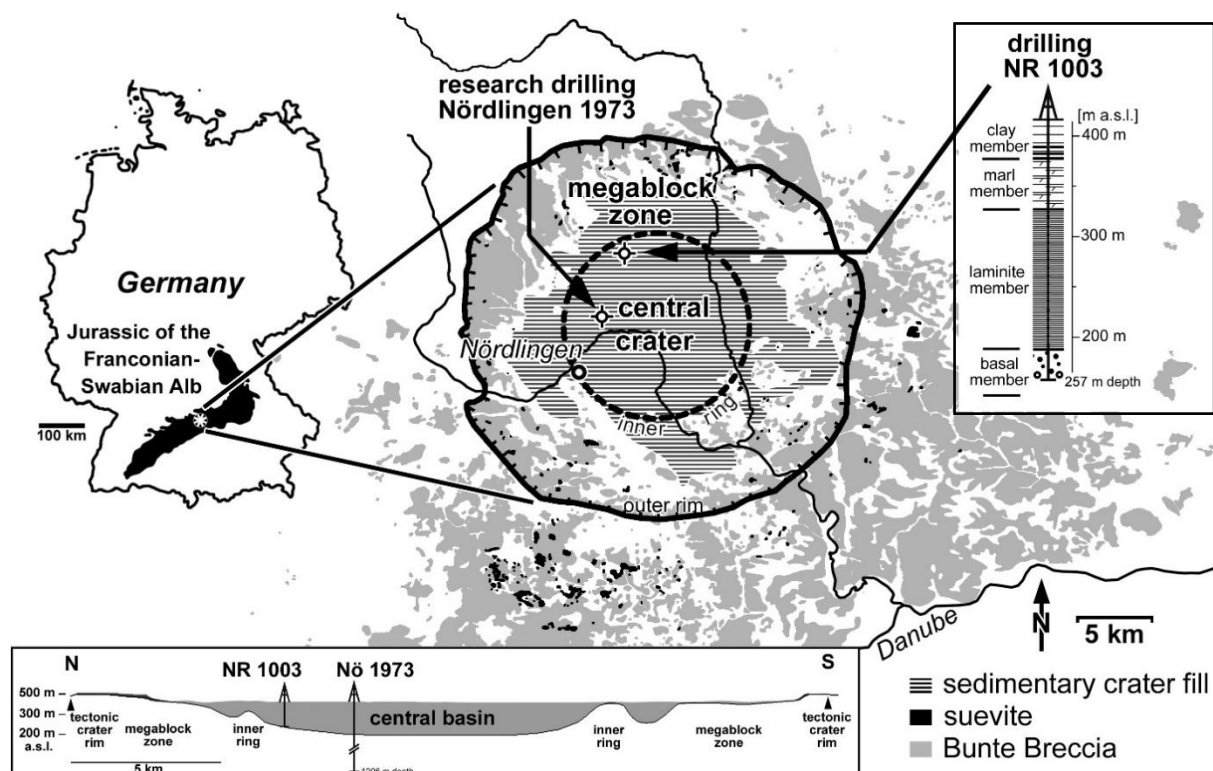 research drilling
Nördlingen 1973
drilling
NR 1003
[m a.s.l.]
clay
member
400 m
marl
member
300 m
laminite
member
200 m
basal
member
257 m depth
megablock
zone
Germany
central
crater
Nördlingen
Jurassic of the
Franconian-
Swabian Alb
100 km
inner
ring
outer rim
Danube
N
5 km
N
S
NR 1003
Nö 1973
500 m
300 m
200 m
a.s.l.
tectonic
crater
rim
megablock
zone
inner
ring
central basin
inner
ring
megablock
zone
tectonic
crater
rim
5 km
1206 m depth
sedimentary crater fill
suevite
Bunte Breccia